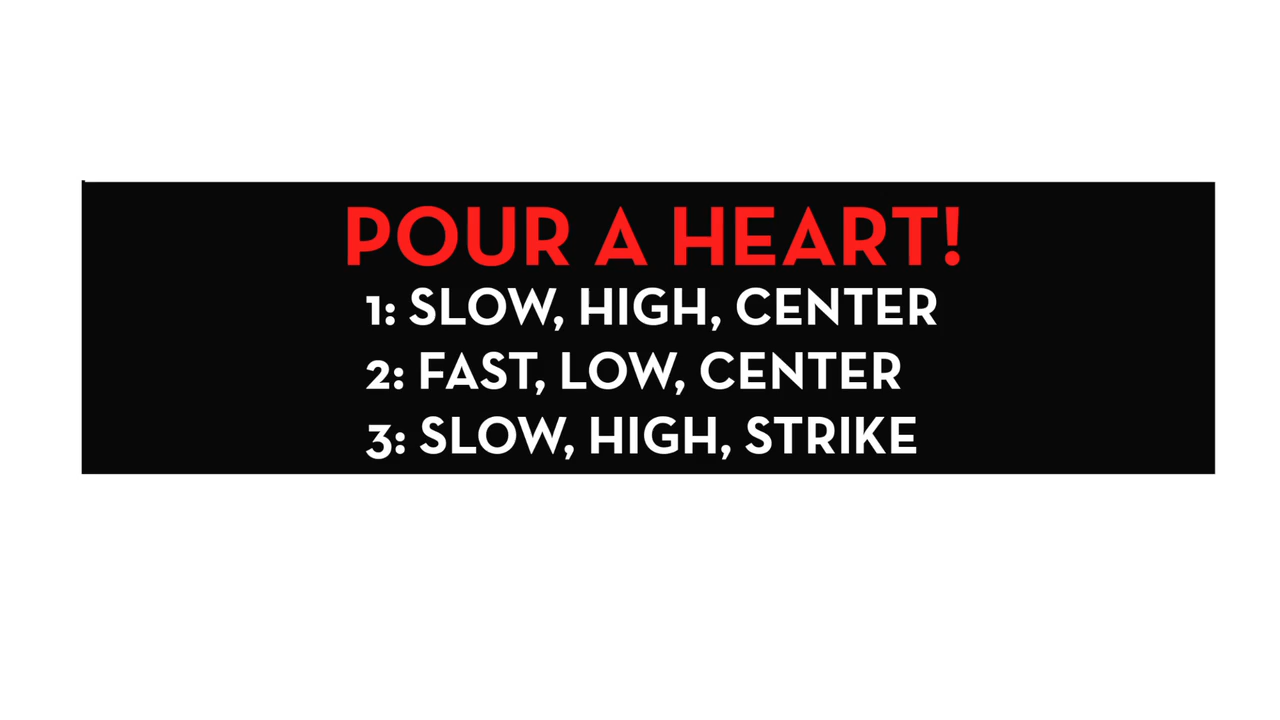 POUR A HEART!
1: SLOW, HIGH, CENTER
2: FAST, LOW, CENTER
3: SLOW, HIGH, STRIKE